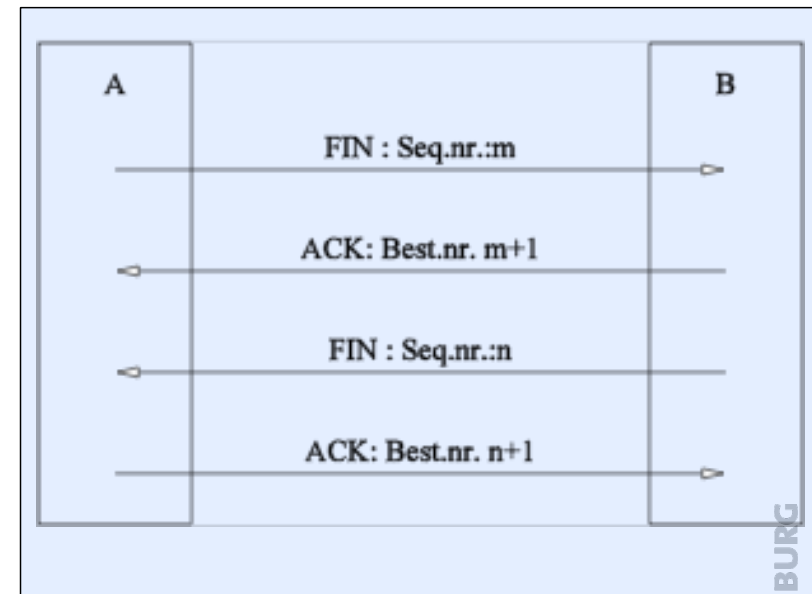 A
B
FIN : Seq.nr.:m
ACK: Best.nr. m+1
FIN : Seq.nr.:n
ACK: Best.nr. n+1
BURG